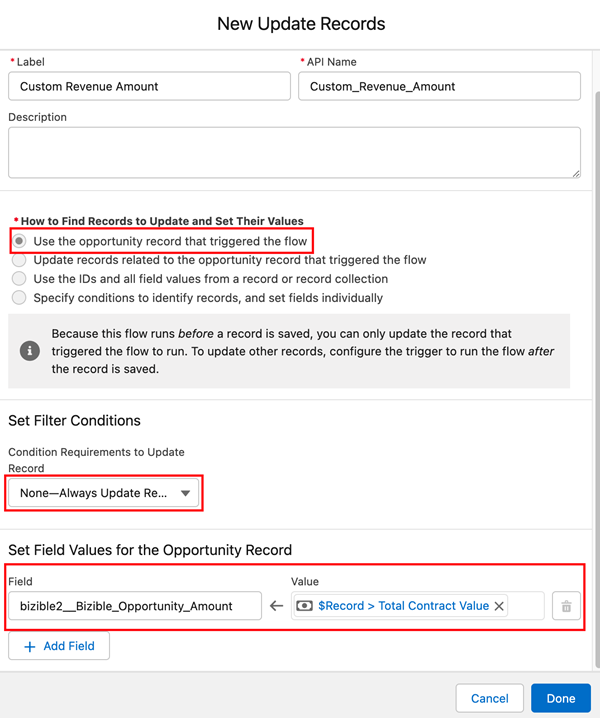 New Update Records
* Label
* API Name
Custom Revenue Amount
Custom_Revenue_Amount
Description
* How to Find Records to Update and Set Their Values
Use the opportunity record that triggered the flow
Update records related to the opportunity record that triggered the flow
Use the IDs and all field values from a record or record collection
Specify conditions to identify records, and set fields individually
Because this flow runs before a record is saved, you can only update the record that
triggered the flow to run. To update other records, configure the trigger to run the flow after
the record is saved.
Set Filter Conditions
Condition Requirements to Update
Record
None—Always Update Re...
Set Field Values for the Opportunity Record
Field
Value
bizible2__Bizible_Opportunity_Amount
$Record > Total Contract Value
Add Field
Cancel
Done